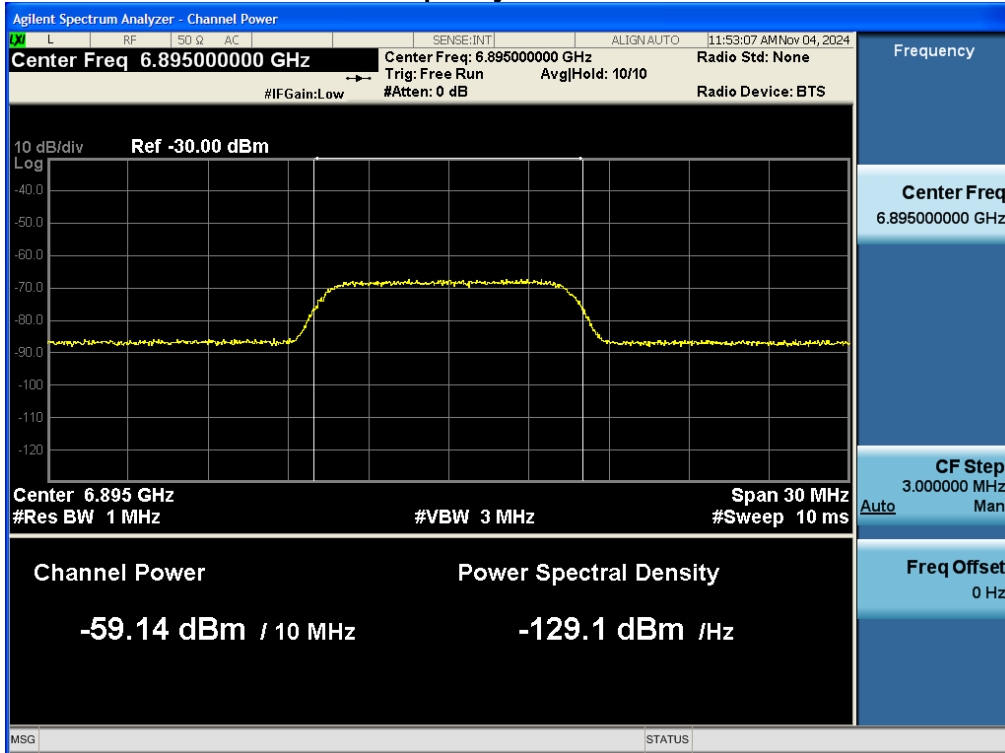 Agilent Spectrum Analyzer - Channel Power
LXI L RF 50 Ω AC SENSE:INT ALIGN AUTO 11:53:07 AM Nov 04, 2024
Center Freq 6.895000000 GHz
Center Freq: 6.895000000 GHz
Radio Std: None
Trig: Free Run Avg|Hold: 10/10
#IFGain:Low
#Atten: 0 dB
Radio Device: BTS
10 dB/div Ref -30.00 dBm
Log
-40.0
-50.0
-60.0
-70.0
-80.0
-90.0
-100
-110
-120
Center 6.895 GHz Span 30 MHz
#Res BW 1 MHz #VBW 3 MHz #Sweep 10 ms
Channel Power
-59.14 dBm / 10 MHz
Power Spectral Density
-129.1 dBm /Hz
MSG STATUS
Frequency
Center Freq
6.895000000 GHz
CF Step
3.000000 MHz
Auto Man
Freq Offset
0 Hz